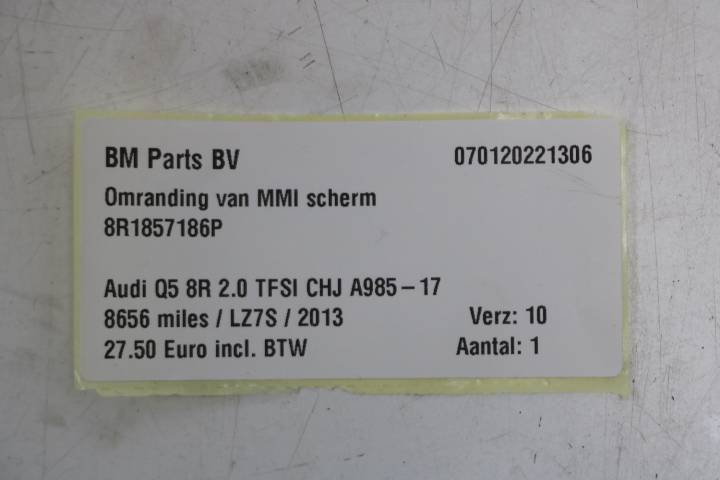 BM Parts BV 070120221306
Omranding van MMI scherm
8R1857186P
Audi Q5 8R 2.0 TFSI CHJ A985-17
8656 miles / LZ7S / 2013 Verz: 10
27.50 Euro incl. BTW Aantal: 1